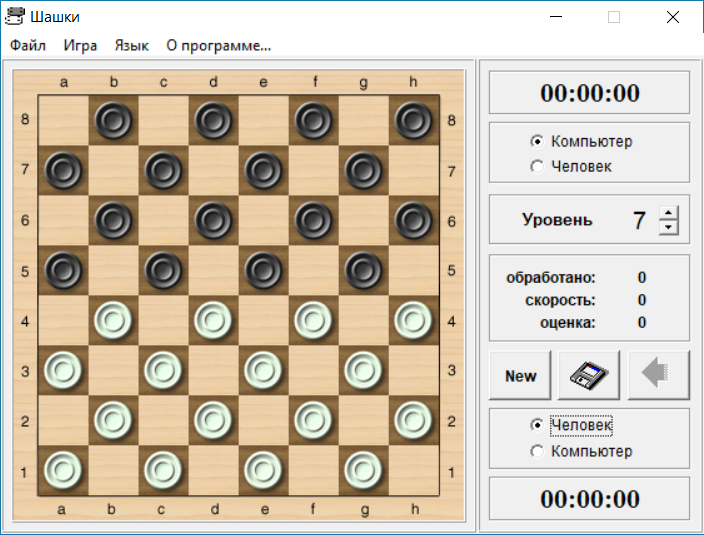 Шашки
Файл Игра Язык О программе...
a b c d e f g h
8 8
7 7
6 6
5 5
4 4
3 3
2 2
1 1
a b c d e f g h
00:00:00
Компьютер
Человек
Уровень 7
обработано: 0
скорость: 0
оценка: 0
New
Человек
Компьютер
00:00:00